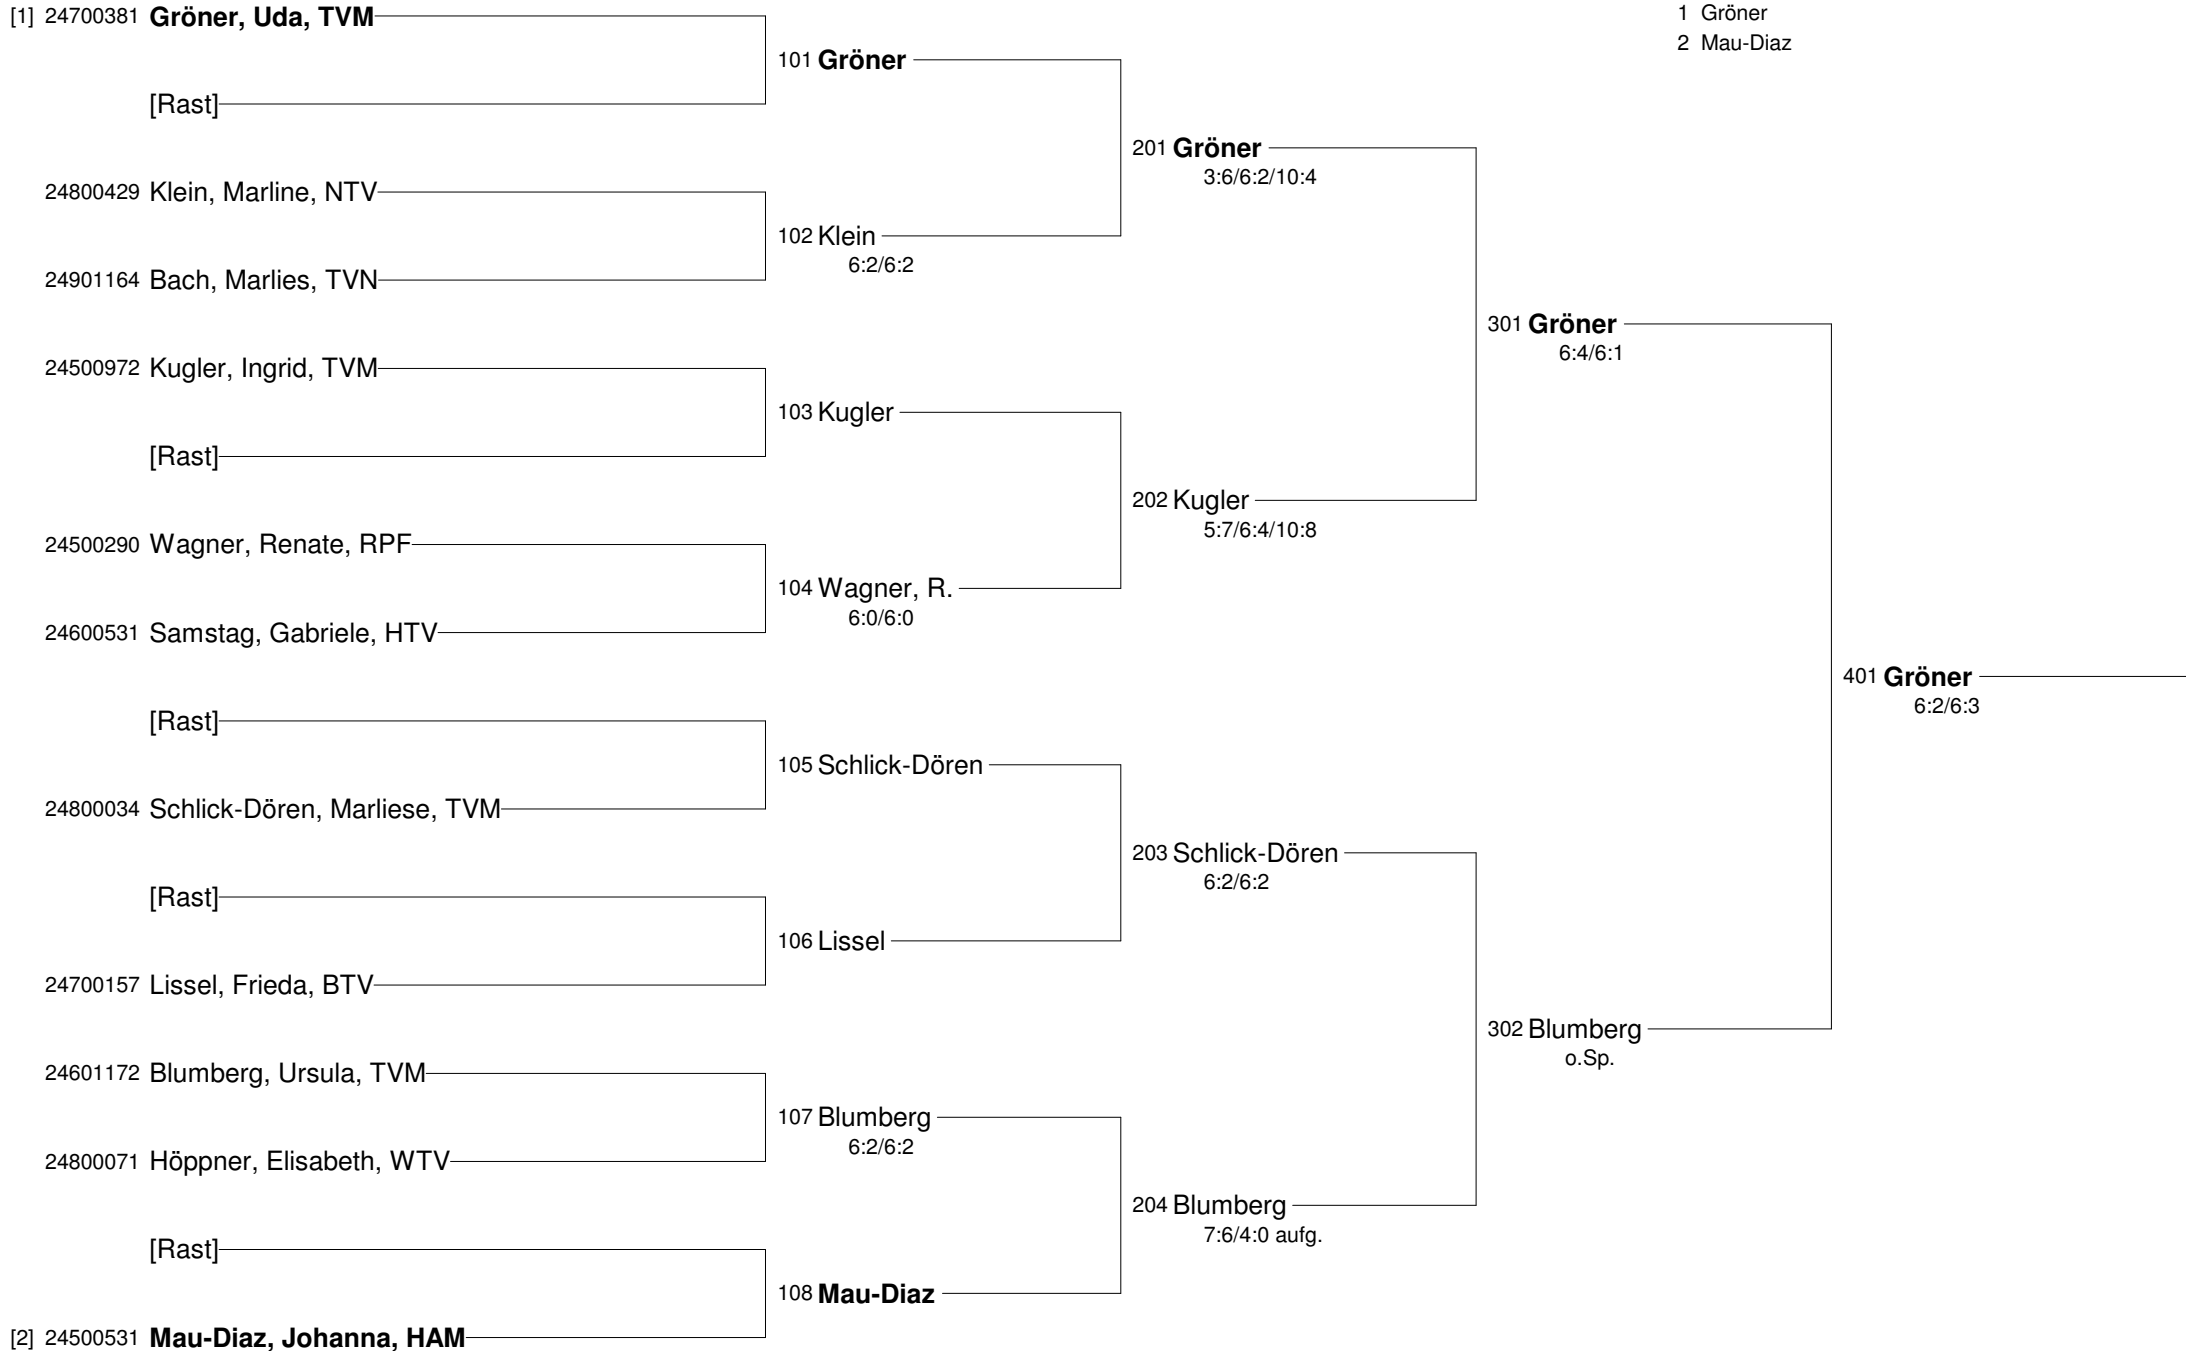 [1] 24700381 Gröner, Uda, TVM
[Rast]
24800429 Klein, Marline, NTV
24901164 Bach, Marlies, TVN
24500972 Kugler, Ingrid, TVM
[Rast]
24500290 Wagner, Renate, RPF
24600531 Samstag, Gabriele, HTV
[Rast]
24800034 Schlick-Dören, Marliese, TVM
[Rast]
24700157 Lissel, Frieda, BTV
24601172 Blumberg, Ursula, TVM
24800071 Höppner, Elisabeth, WTV
[Rast]
[2] 24500531 Mau-Diaz, Johanna, HAM
101 Gröner
102 Klein
6:2/6:2
103 Kugler
104 Wagner, R.
6:0/6:0
105 Schlick-Dören
106 Lissel
107 Blumberg
6:2/6:2
108 Mau-Diaz
201 Gröner
3:6/6:2/10:4
202 Kugler
5:7/6:4/10:8
203 Schlick-Dören
6:2/6:2
204 Blumberg
7:6/4:0 aufg.
301 Gröner
6:4/6:1
302 Blumberg
o.Sp.
401 Gröner
6:2/6:3
1 Gröner
2 Mau-Diaz